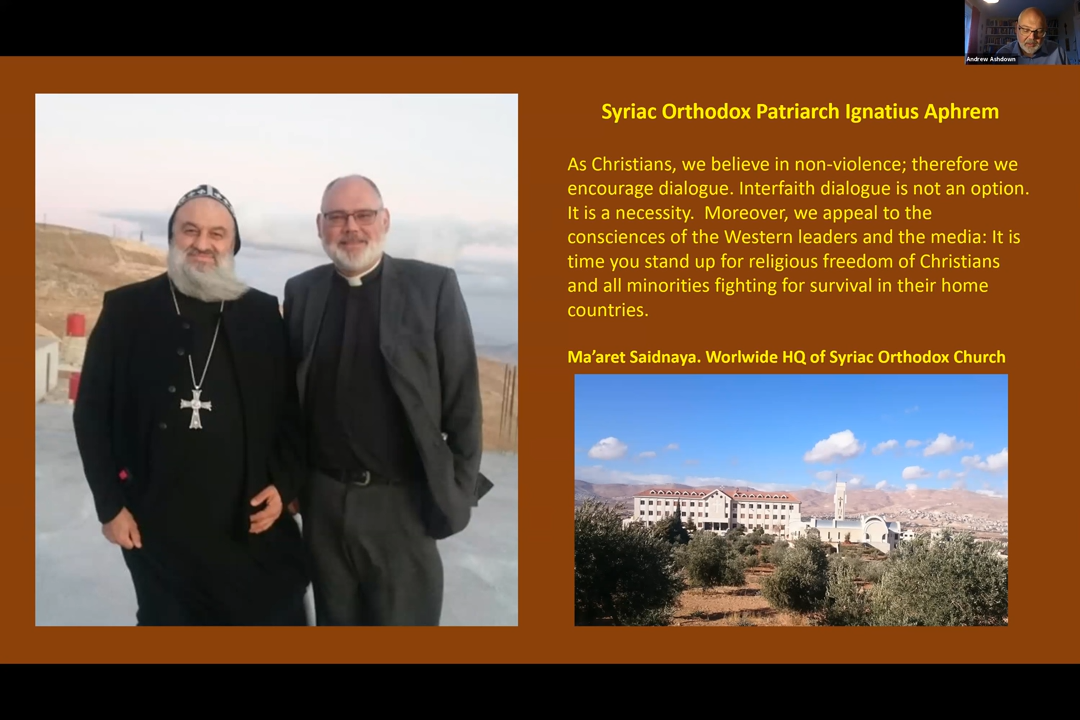 Andrew Ashdown
Syriac Orthodox Patriarch Ignatius Aphrem
As Christians, we believe in non-violence; therefore we
encourage dialogue. Interfaith dialogue is not an option.
It is a necessity.  Moreover, we appeal to the
consciences of the Western leaders and the media: It is
time you stand up for religious freedom of Christians
and all minorities fighting for survival in their home
countries.
Ma’aret Saidnaya. Worlwide HQ of Syriac Orthodox Church